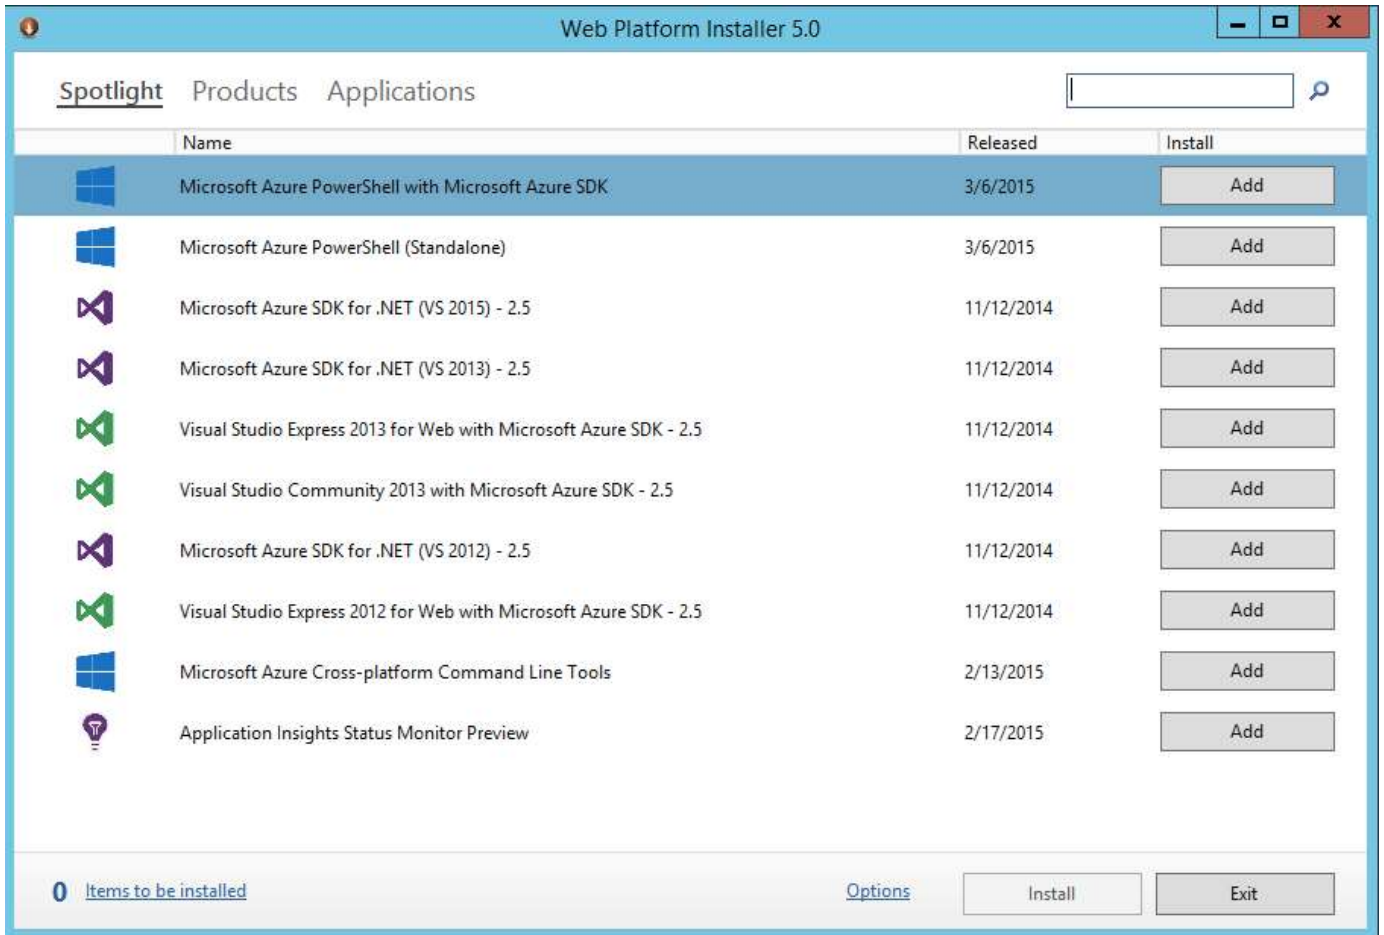 Web Platform Installer 5.0
Spotlight Products Applications
Name Released Install
Microsoft Azure PowerShell with Microsoft Azure SDK 3/6/2015 Add
Microsoft Azure PowerShell (Standalone) 3/6/2015 Add
Microsoft Azure SDK for .NET (VS 2015) - 2.5 11/12/2014 Add
Microsoft Azure SDK for .NET (VS 2013) - 2.5 11/12/2014 Add
Visual Studio Express 2013 for Web with Microsoft Azure SDK - 2.5 11/12/2014 Add
Visual Studio Community 2013 with Microsoft Azure SDK - 2.5 11/12/2014 Add
Microsoft Azure SDK for .NET (VS 2012) - 2.5 11/12/2014 Add
Visual Studio Express 2012 for Web with Microsoft Azure SDK - 2.5 11/12/2014 Add
Microsoft Azure Cross-platform Command Line Tools 2/13/2015 Add
Application Insights Status Monitor Preview 2/17/2015 Add
0 Items to be installed Options Install Exit